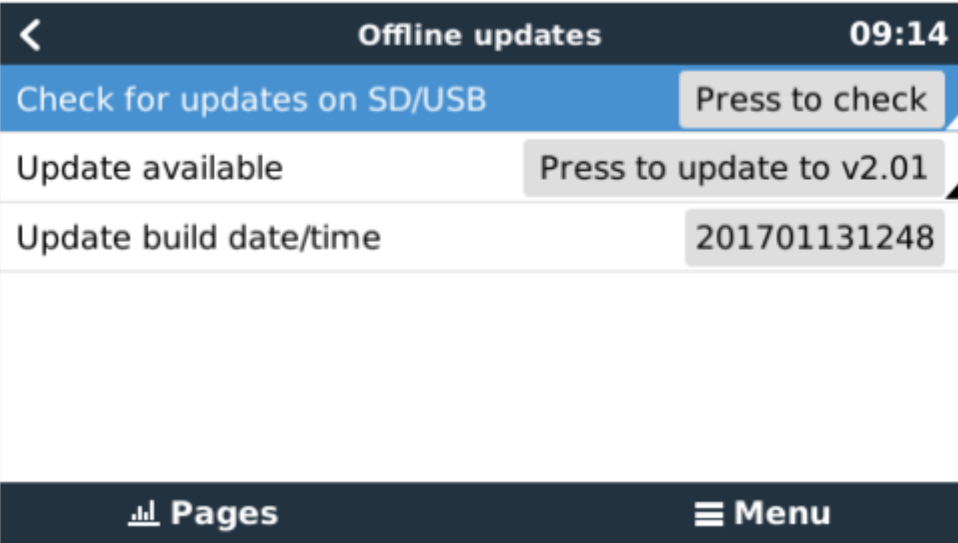 Offline updates 09:14
Check for updates on SD/USB Press to check
Update available Press to update to v2.01
Update build date/time 201701131248
Pages Menu